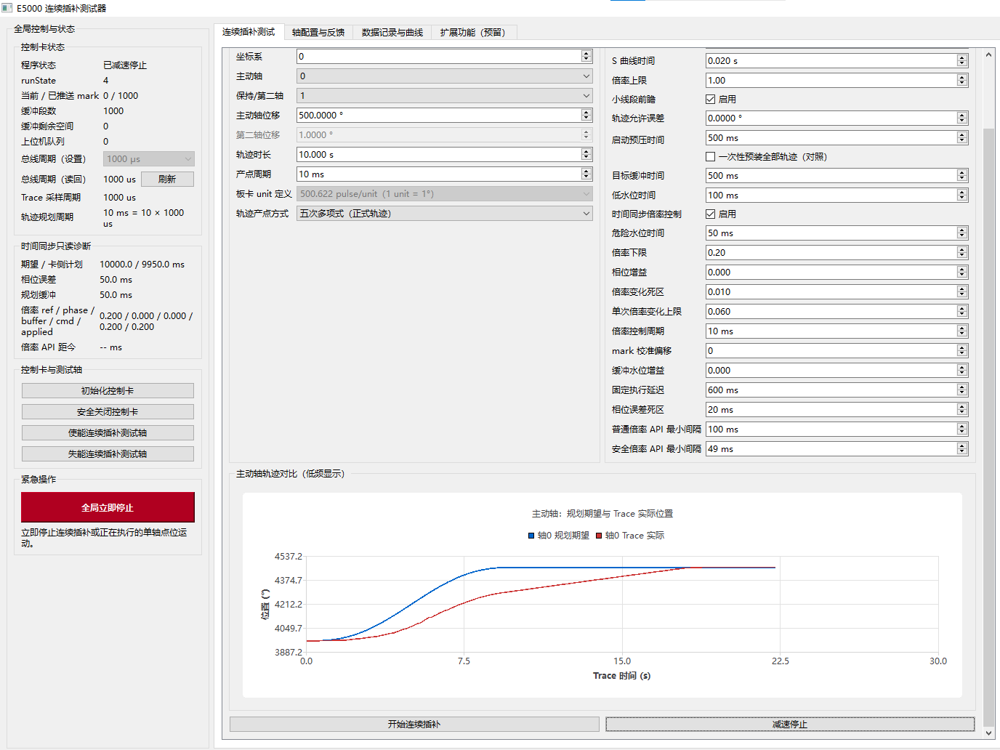 E5000 连续插补测试器
全局控制与状态
控制卡状态
程序状态 已减速停止
runState 4
当前 / 已推送 mark 0 / 1000
缓冲段数 1000
缓冲剩余空间 0
上位机队列 0
总线周期（设置） 1000 μs
总线周期（读回） 1000 us 刷新
Trace 采样周期 1000 us
轨迹规划周期 10 ms = 10 × 1000
us
时间同步只读诊断
期望 / 卡侧计划 10000.0 / 9950.0 ms
相位误差 50.0 ms
规划缓冲 50.0 ms
倍率 ref / phase /
buffer / cmd /
applied
0.200 / 0.000 / 0.000 /
0.200 / 0.200
倍率 API 距今 -- ms
控制卡与测试轴
初始化控制卡
安全关闭控制卡
使能连续插补测试轴
失能连续插补测试轴
紧急操作
全局立即停止
立即停止连续插补或正在执行的单轴点位运
动。
连续插补测试 轴配置与反馈 数据记录与曲线 扩展功能（预留）
坐标系 0
主动轴 0
保持/第二轴 1
主动轴位移 500.0000 °
第二轴位移 1.0000 °
轨迹时长 10.000 s
产点周期 10 ms
板卡 unit 定义 500.622 pulse/unit（1 unit = 1°）
轨迹产点方式 五次多项式（正式轨迹）
S 曲线时间 0.020 s
倍率上限 1.00
小线段前瞻 启用
轨迹允许误差 0.0000 °
启动预压时间 500 ms
一次性预装全部轨迹（对照）
目标缓冲时间 500 ms
低水位时间 100 ms
时间同步倍率控制 启用
危险水位时间 50 ms
倍率下限 0.20
相位增益 0.000
倍率变化死区 0.010
单次倍率变化上限 0.060
倍率控制周期 10 ms
mark 校准偏移 0
缓冲水位增益 0.000
固定执行延迟 600 ms
相位误差死区 20 ms
普通倍率 API 最小间隔 100 ms
安全倍率 API 最小间隔 49 ms
主动轴轨迹对比（低频显示）
主动轴：规划期望与 Trace 实际位置
轴0 规划期望 轴0 Trace 实际
位置 (°)
4537.2
4374.7
4212.2
4049.7
3887.2
0.0 7.5 15.0 22.5 30.0
Trace 时间 (s)
开始连续插补 减速停止